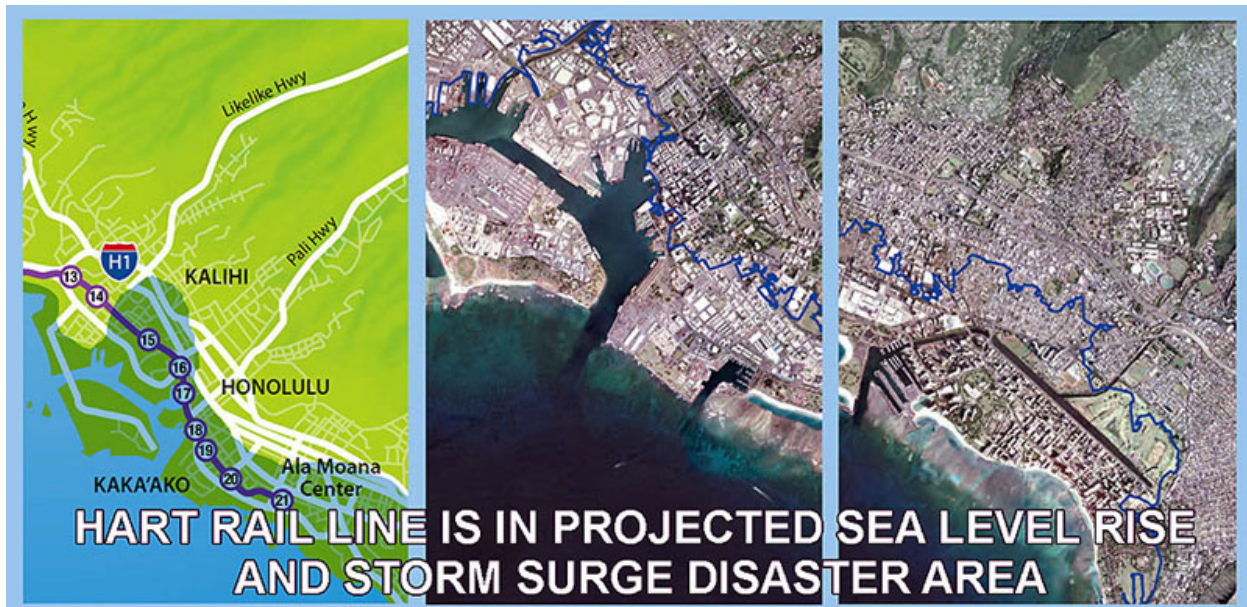 Likelike Hwy
Hwy
Pali Hwy
H1
13
14
KALIHI
15
16
HONOLULU
17
18
19
Ala Moana
Center
KAKA'AKO
20
21
HART RAIL LINE IS IN PROJECTED SEA LEVEL RISE
AND STORM SURGE DISASTER AREA